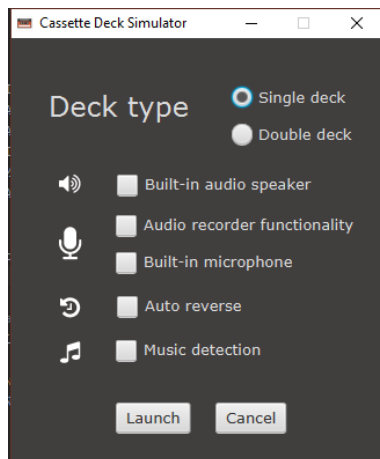 Cassette Deck Simulator
Deck type
Single deck
Double deck
Built-in audio speaker
Audio recorder functionality
Built-in microphone
Auto reverse
Music detection
Launch Cancel